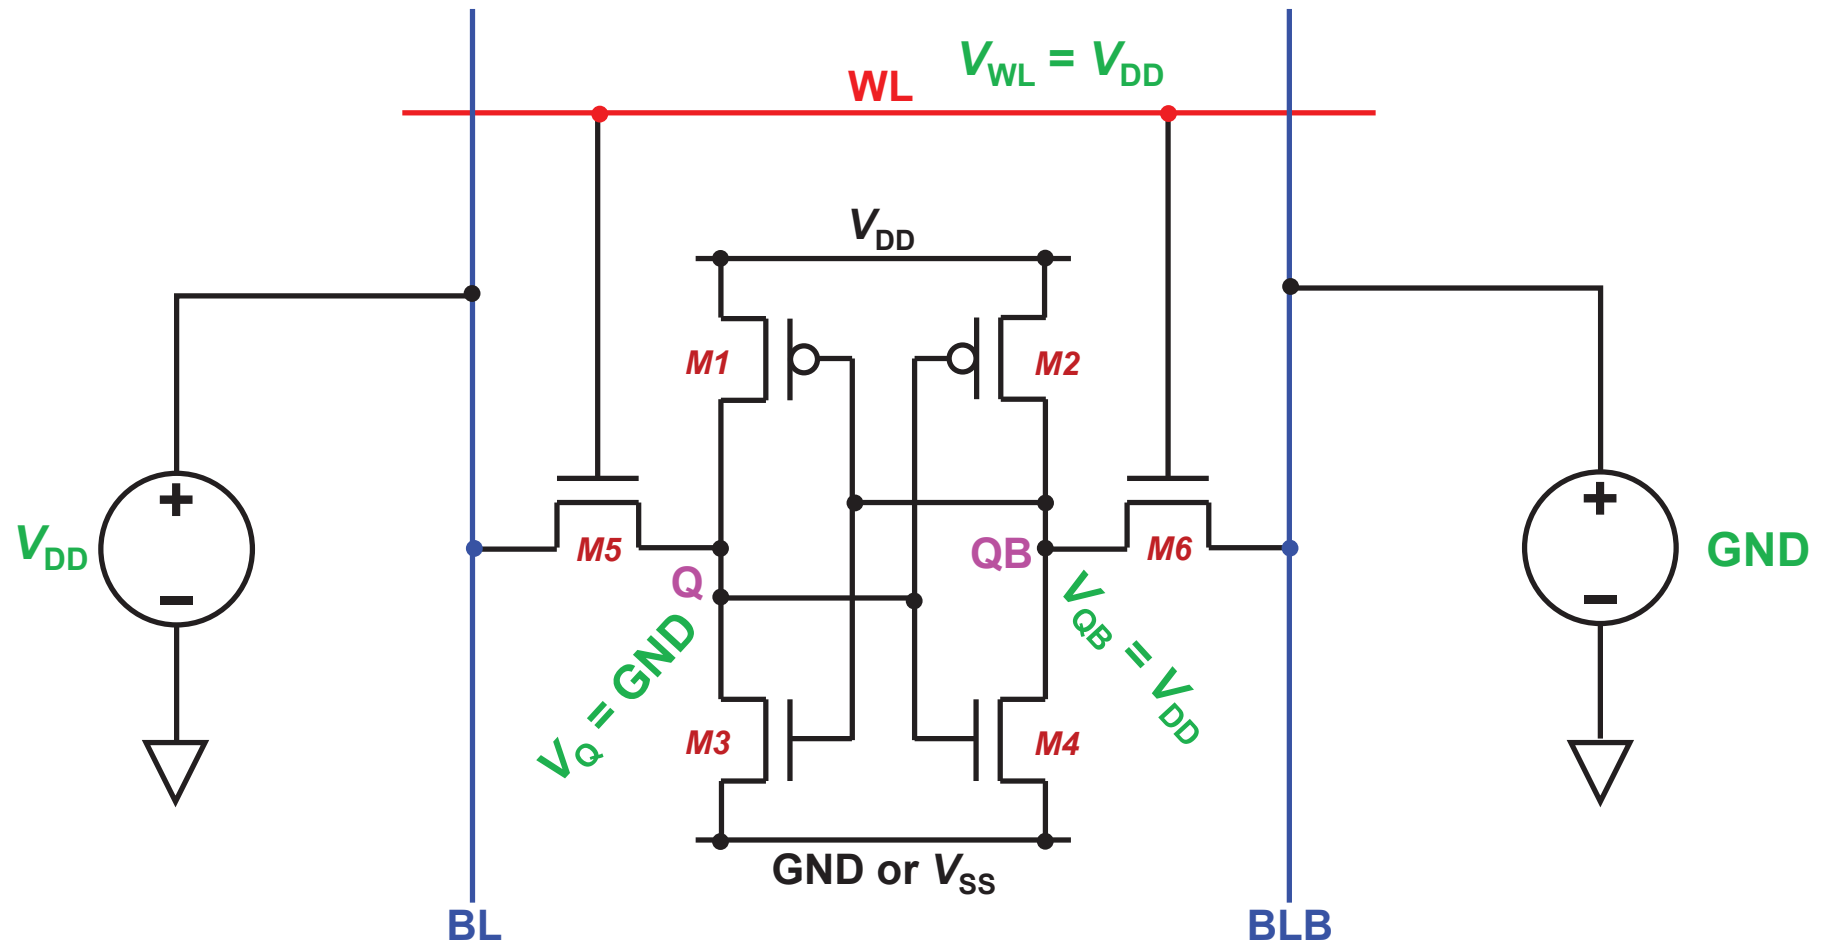 V_WL = V_DD
WL
V_DD
M1
M2
V_DD
+
−
M5
Q
QB
M6
+
−
GND
V_Q = GND
V_QB = V_DD
M3
M4
GND or V_SS
BL
BLB